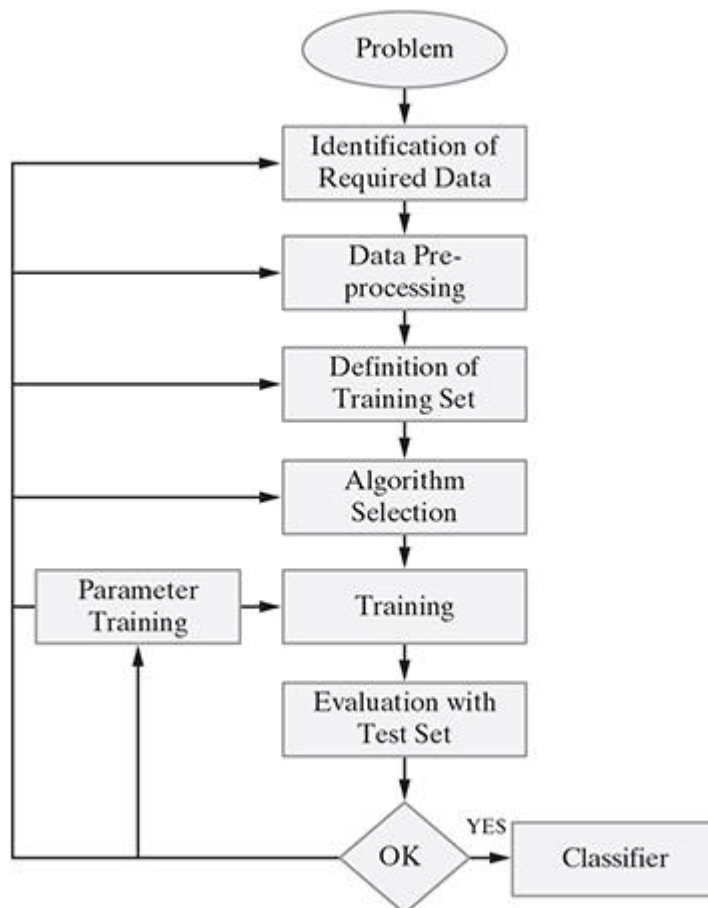 Problem
Identification of
Required Data
Data Pre-
processing
Definition of
Training Set
Algorithm
Selection
Parameter
Training
Training
Evaluation with
Test Set
OK
YES
Classifier